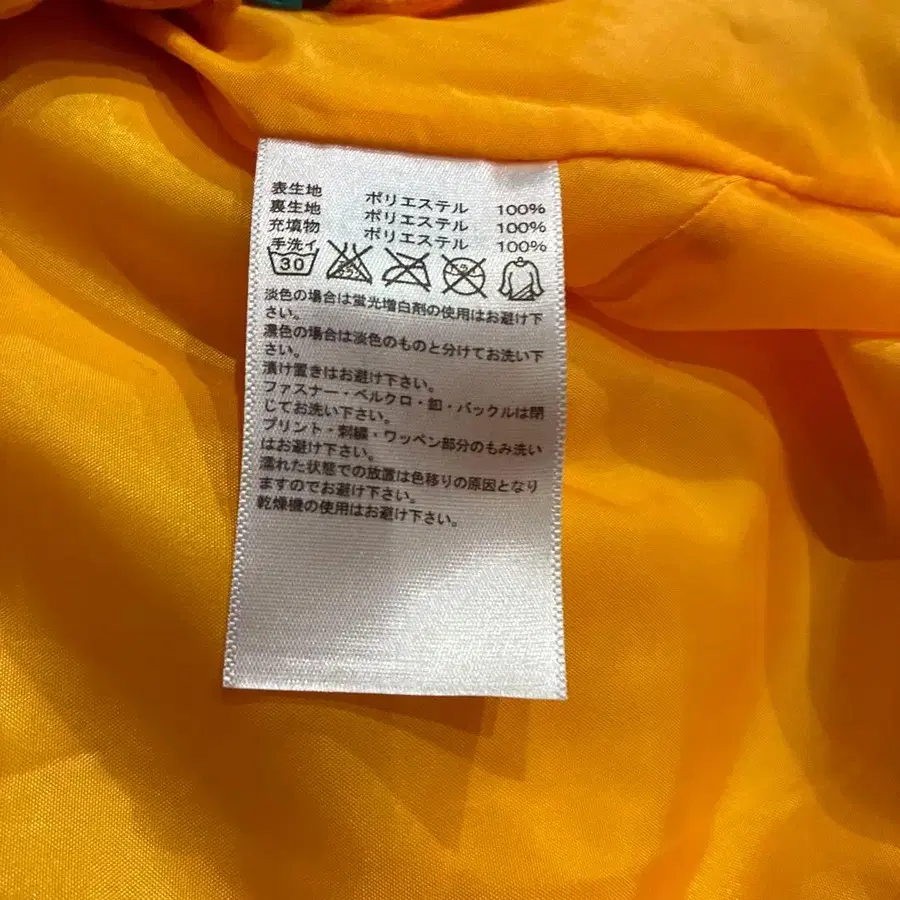 表生地 ポリエステル 100%
裏生地 ポリエステル 100%
充填物 ポリエステル 100%
手洗イ
30
淡色の場合は蛍光増白剤の使用はお避け下
さい。
濃色の場合は淡色のものと分けてお洗い下
さい。
漬け置きはお避け下さい。
ファスナー・ベルクロ・釦・バックルは閉
じてお洗い下さい。
プリント・刺繍・ワッペン部分のもみ洗い
はお避け下さい。
濡れた状態での放置は色移りの原因となり
ますのでお避け下さい。
乾燥機の使用はお避け下さい。